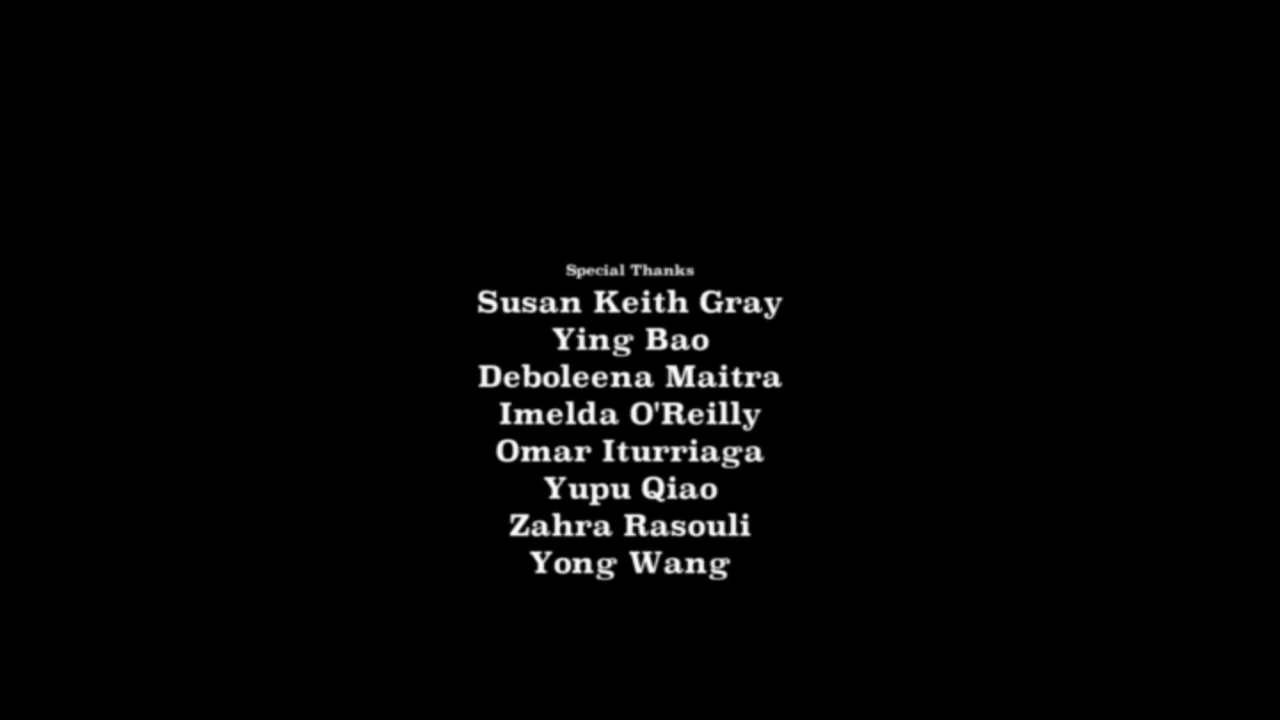 Special Thanks
Susan Keith Gray
Ying Bao
Deboleena Maitra
Imelda O'Reilly
Omar Iturriaga
Yupu Qiao
Zahra Rasouli
Yong Wang